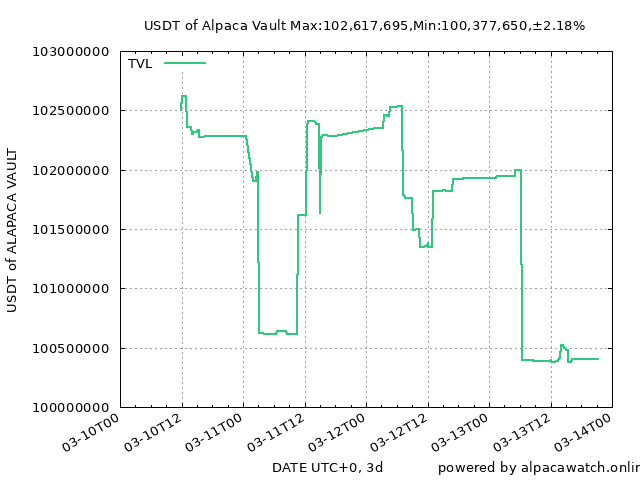 USDT of Alpaca Vault Max:102,617,695,Min:100,377,650,±2.18%
103000000
TVL
102500000
102000000
101500000
101000000
100500000
100000000
USDT of ALAPACA VAULT
03-10T00
03-10T12
03-11T00
03-11T12
03-12T00
03-12T12
03-13T00
03-13T12
03-14T00
DATE UTC+0, 3d
powered by alpacawatch.onlin